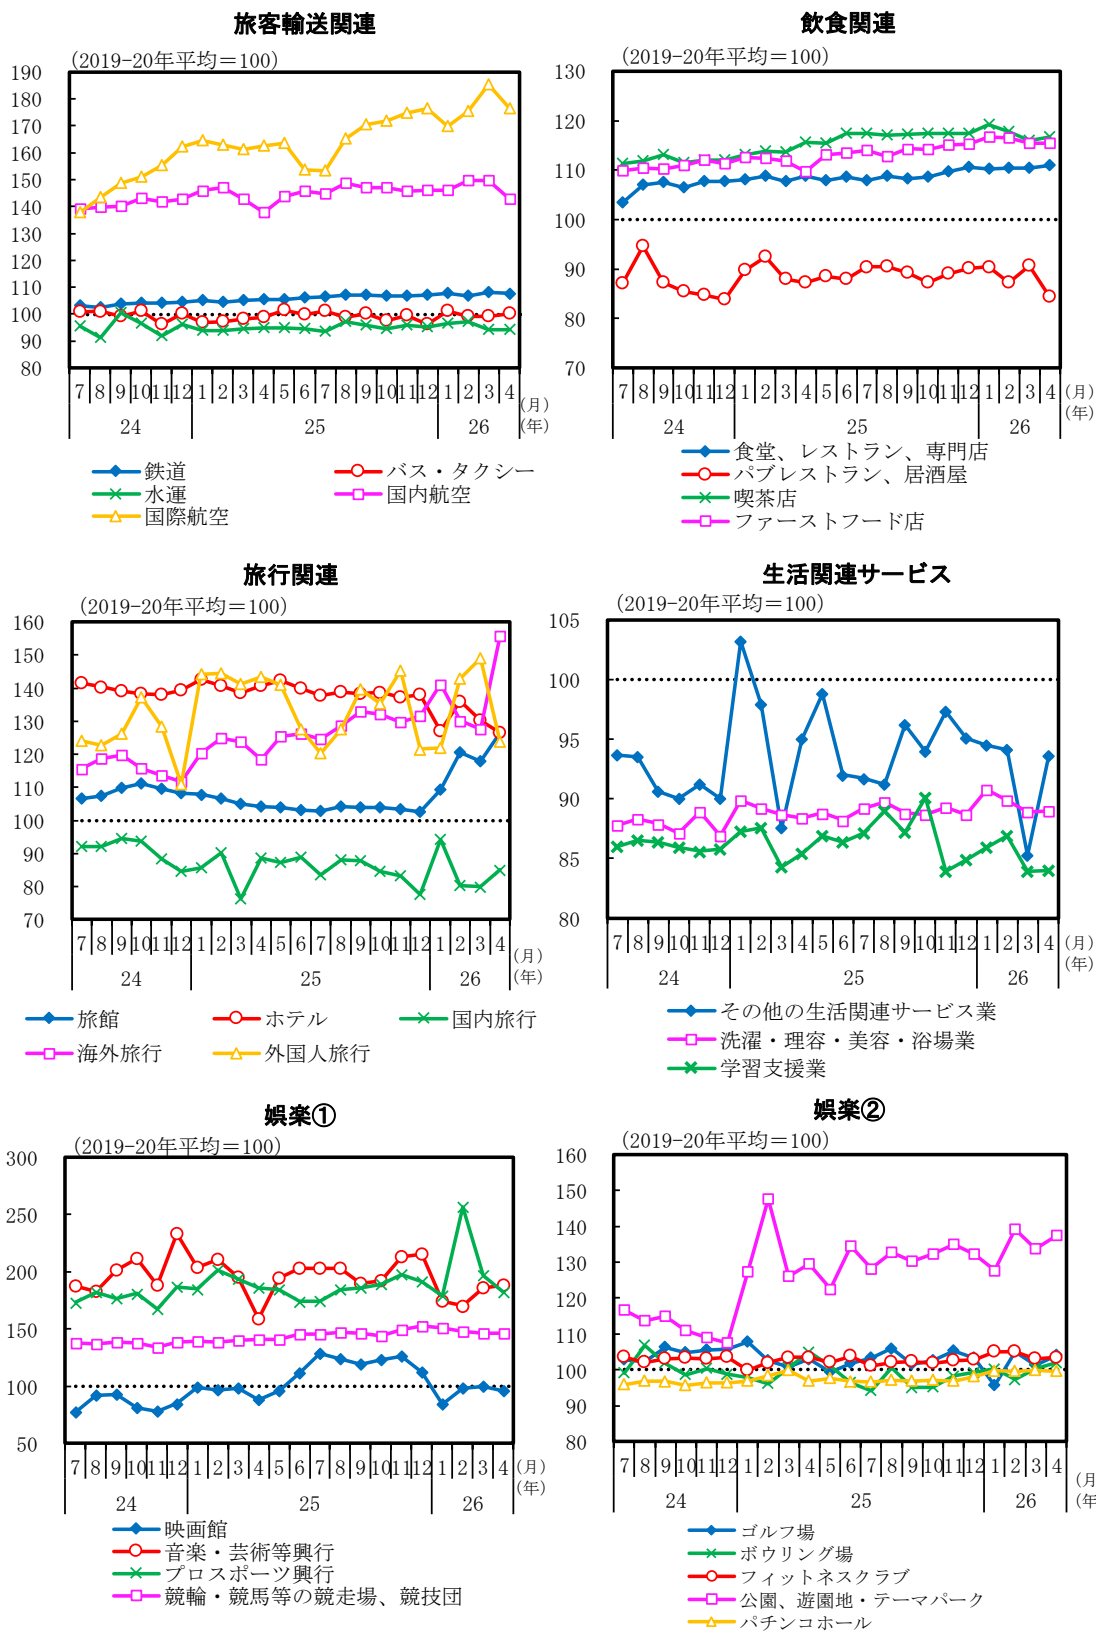 旅客輸送関連
(2019-20年平均＝100)
190
180
170
160
150
140
130
120
110
100
90
80
7 8 9 10 11 12 1 2 3 4 5 6 7 8 9 10 11 12 1 2 3 4 (月)
24 25 26 (年)
鉄道 バス・タクシー
水運 国内航空
国際航空
飲食関連
(2019-20年平均＝100)
130
120
110
100
90
80
70
7 8 9 10 11 12 1 2 3 4 5 6 7 8 9 10 11 12 1 2 3 4 (月)
24 25 26 (年)
食堂、レストラン、専門店
パブレストラン、居酒屋
喫茶店
ファーストフード店
旅行関連
(2019-20年平均＝100)
160
150
140
130
120
110
100
90
80
70
7 8 9 10 11 12 1 2 3 4 5 6 7 8 9 10 11 12 1 2 3 4 (月)
24 25 26 (年)
旅館 ホテル 国内旅行
海外旅行 外国人旅行
生活関連サービス
(2019-20年平均＝100)
105
100
95
90
85
80
7 8 9 10 11 12 1 2 3 4 5 6 7 8 9 10 11 12 1 2 3 4 (月)
24 25 26 (年)
その他の生活関連サービス業
洗濯・理容・美容・浴場業
学習支援業
娯楽①
(2019-20年平均＝100)
300
250
200
150
100
50
7 8 9 10 11 12 1 2 3 4 5 6 7 8 9 10 11 12 1 2 3 4 (月)
24 25 26 (年)
映画館
音楽・芸術等興行
プロスポーツ興行
競輪・競馬等の競走場、競技団
娯楽②
(2019-20年平均＝100)
160
150
140
130
120
110
100
90
80
7 8 9 10 11 12 1 2 3 4 5 6 7 8 9 10 11 12 1 2 3 4 (月
24 25 26 (年
ゴルフ場
ボウリング場
フィットネスクラブ
公園、遊園地・テーマパーク
パチンコホール